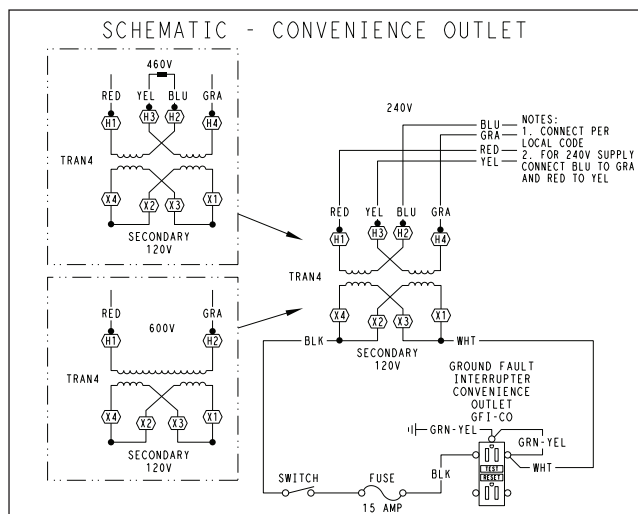 SCHEMATIC - CONVENIENCE OUTLET
460V
RED YEL BLU GRA
H1 H3 H2 H4
TRAN4
X4 X2 X3 X1
SECONDARY
120V
RED GRA
600V
H1 H2
TRAN4
X4 X2 X3 X1
SECONDARY
120V
240V
BLU
GRA
RED
YEL
NOTES:
1. CONNECT PER
LOCAL CODE
2. FOR 240V SUPPLY
CONNECT BLU TO GRA
AND RED TO YEL
RED YEL BLU GRA
H1 H3 H2 H4
TRAN4
X4 X2 X3 X1
BLK WHT
SECONDARY
120V
GROUND FAULT
INTERRUPTER
CONVENIENCE
OUTLET
GFI-CO
GRN-YEL
GRN-YEL
BLK
WHT
TEST
RESET
SWITCH FUSE
15 AMP